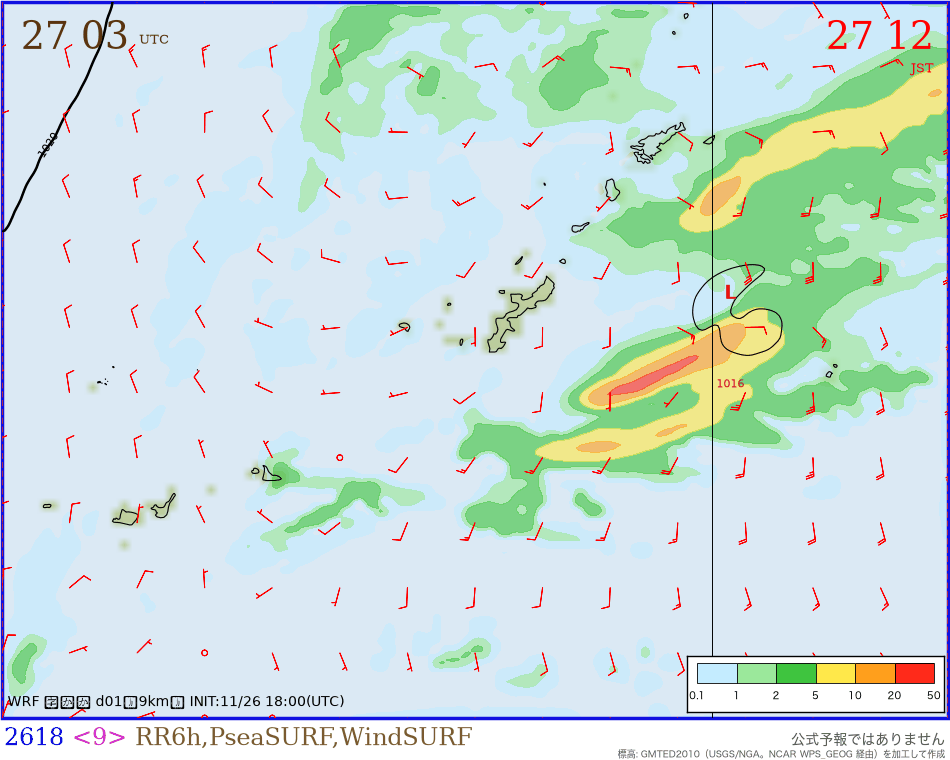 27 03 UTC
27 12
JST
1020
L
1016
WRF d01 9km INIT:11/26 18:00(UTC)
0.1 1 2 5 10 20 50
2618 <9> RR6h,PseaSURF,WindSURF
公式予報ではありません
標高: GMTED2010（USGS/NGA。NCAR WPS_GEOG 経由）を加工して作成